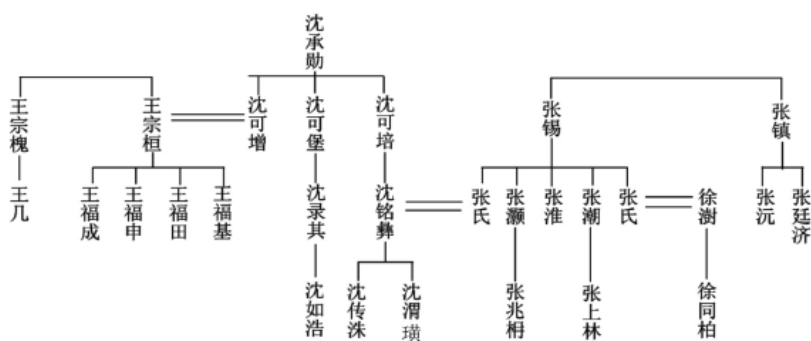 沈承勋
王宗槐
王宗桓
沈可增
沈可堡
沈可培
张锡
张镇
王几
王福成
王福申
王福田
王福基
沈录其
沈铭彝
张氏
张灏
张淮
张潮
张氏
徐澍
张沅
张廷济
沈如浩
沈传洙
沈渭璜
张兆柟
张上林
徐同柏